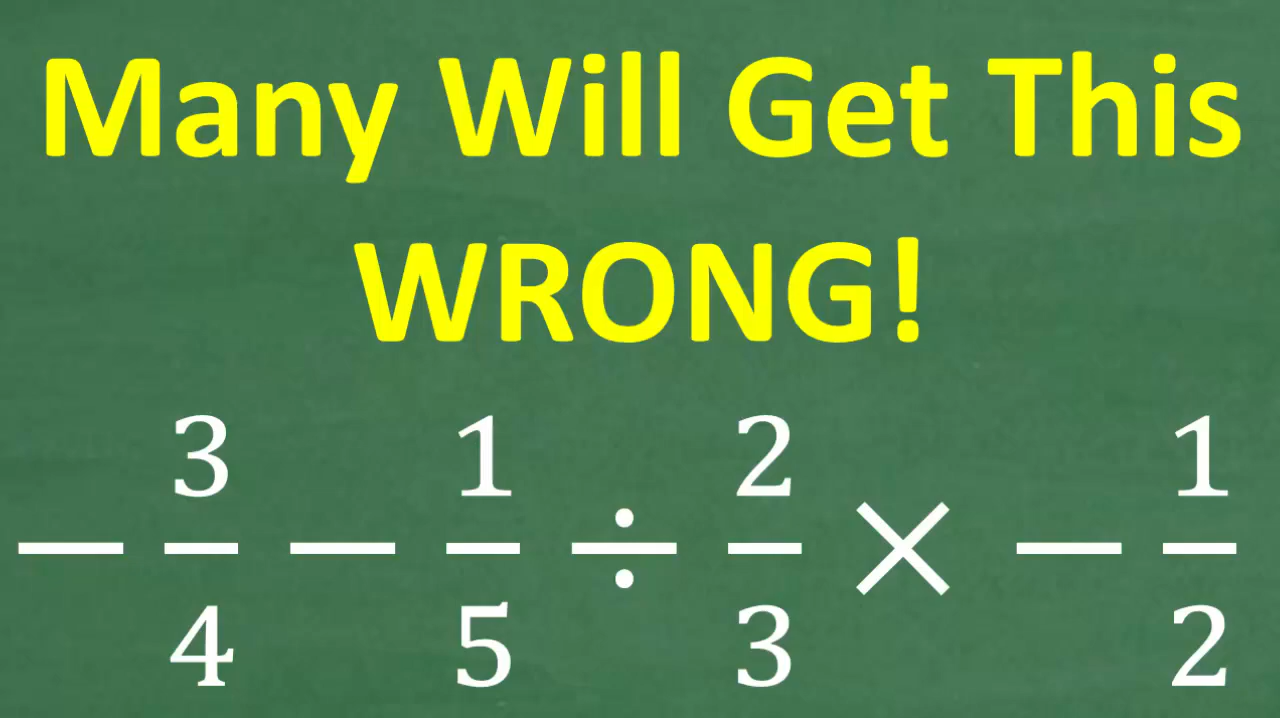 Many Will Get This
WRONG!
− 3/4 − 1/5 ÷ 2/3 × − 1/2